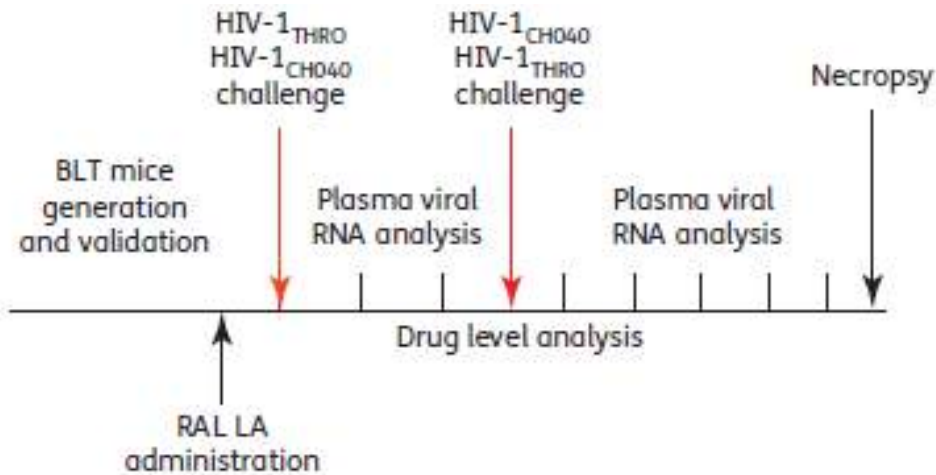 HIV-1THRO
HIV-1CH040
challenge
HIV-1CH040
HIV-1THRO
challenge
Necropsy
BLT mice
generation
and validation
Plasma viral
RNA analysis
Plasma viral
RNA analysis
Drug level analysis
RAL LA
administration